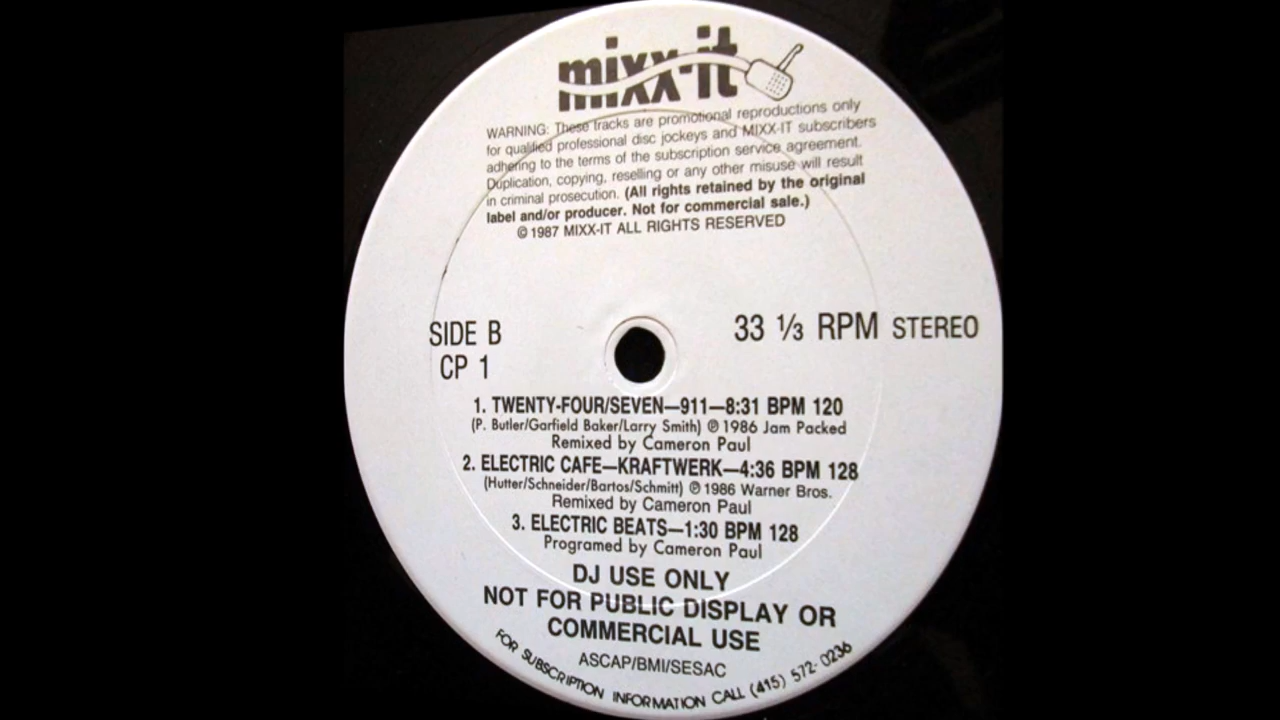 mixx-it
WARNING: These tracks are promotional reproductions only
for qualified professional disc jockeys and MIXX-IT subscribers
adhering to the terms of the subscription service agreement.
Duplication, copying, reselling or any other misuse will result
in criminal prosecution. (All rights retained by the original
label and/or producer. Not for commercial sale.)
© 1987 MIXX-IT ALL RIGHTS RESERVED
SIDE B
CP 1
33 ⅓ RPM STEREO
1. TWENTY-FOUR/SEVEN—911—8:31 BPM 120
(P. Butler/Garfield Baker/Larry Smith) ℗ 1986 Jam Packed
Remixed by Cameron Paul
2. ELECTRIC CAFE—KRAFTWERK—4:36 BPM 128
(Hutter/Schneider/Bartos/Schmitt) ℗ 1986 Warner Bros.
Remixed by Cameron Paul
3. ELECTRIC BEATS—1:30 BPM 128
Programed by Cameron Paul
DJ USE ONLY
NOT FOR PUBLIC DISPLAY OR
COMMERCIAL USE
ASCAP/BMI/SESAC
FOR SUBSCRIPTION INFORMATION CALL (415) 572-0236